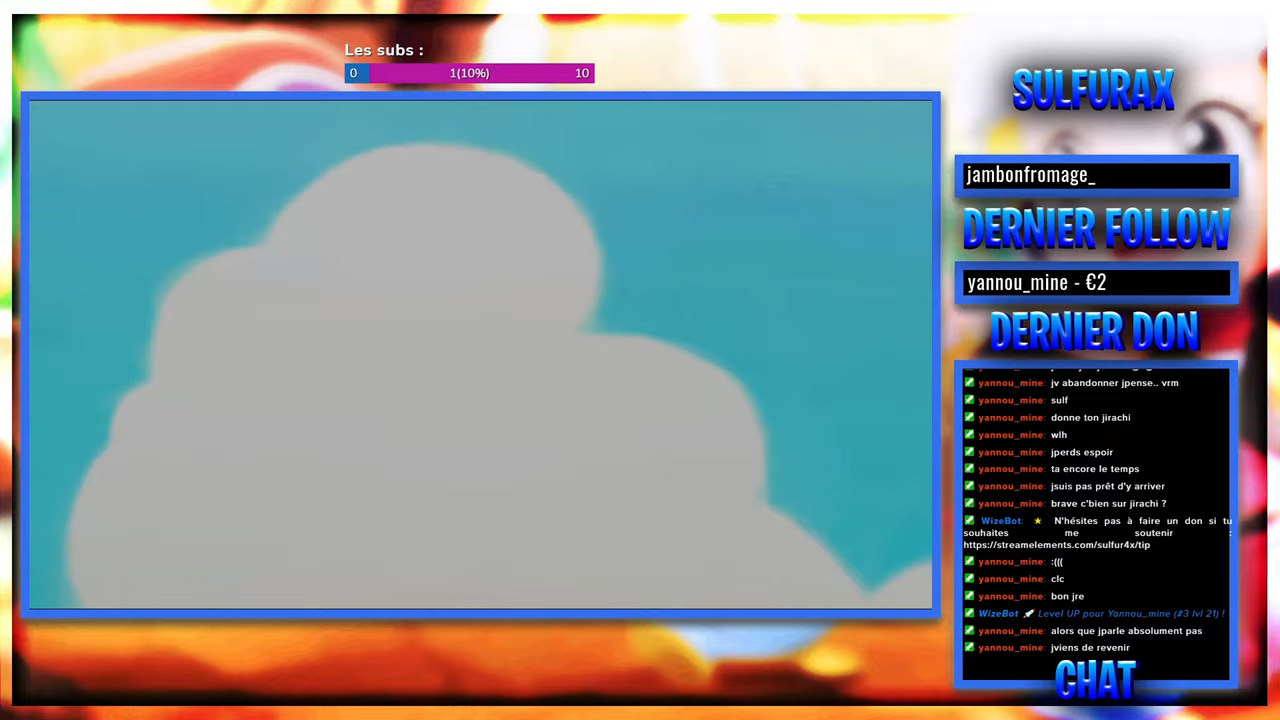 Les subs :
0 1(10%) 10
SULFURAX
jambonfromage_
DERNIER FOLLOW
yannou_mine - €2
DERNIER DON
yannou_mine: jv abandonner jpense.. vrm
yannou_mine: sulf
yannou_mine: donne ton jirachi
yannou_mine: wlh
yannou_mine: jperds espoir
yannou_mine: ta encore le temps
yannou_mine: jsuis pas prêt d'y arriver
yannou_mine: brave c'bien sur jirachi ?
WizeBot: ★ N'hésites pas à faire un don si tu
souhaites me soutenir :
https://streamelements.com/sulfur4x/tip
yannou_mine: :(((
yannou_mine: clc
yannou_mine: bon jre
WizeBot 🚀 Level UP pour Yannou_mine (#3 lvl 21) !
yannou_mine: alors que jparle absolument pas
yannou_mine: jviens de revenir
CHAT